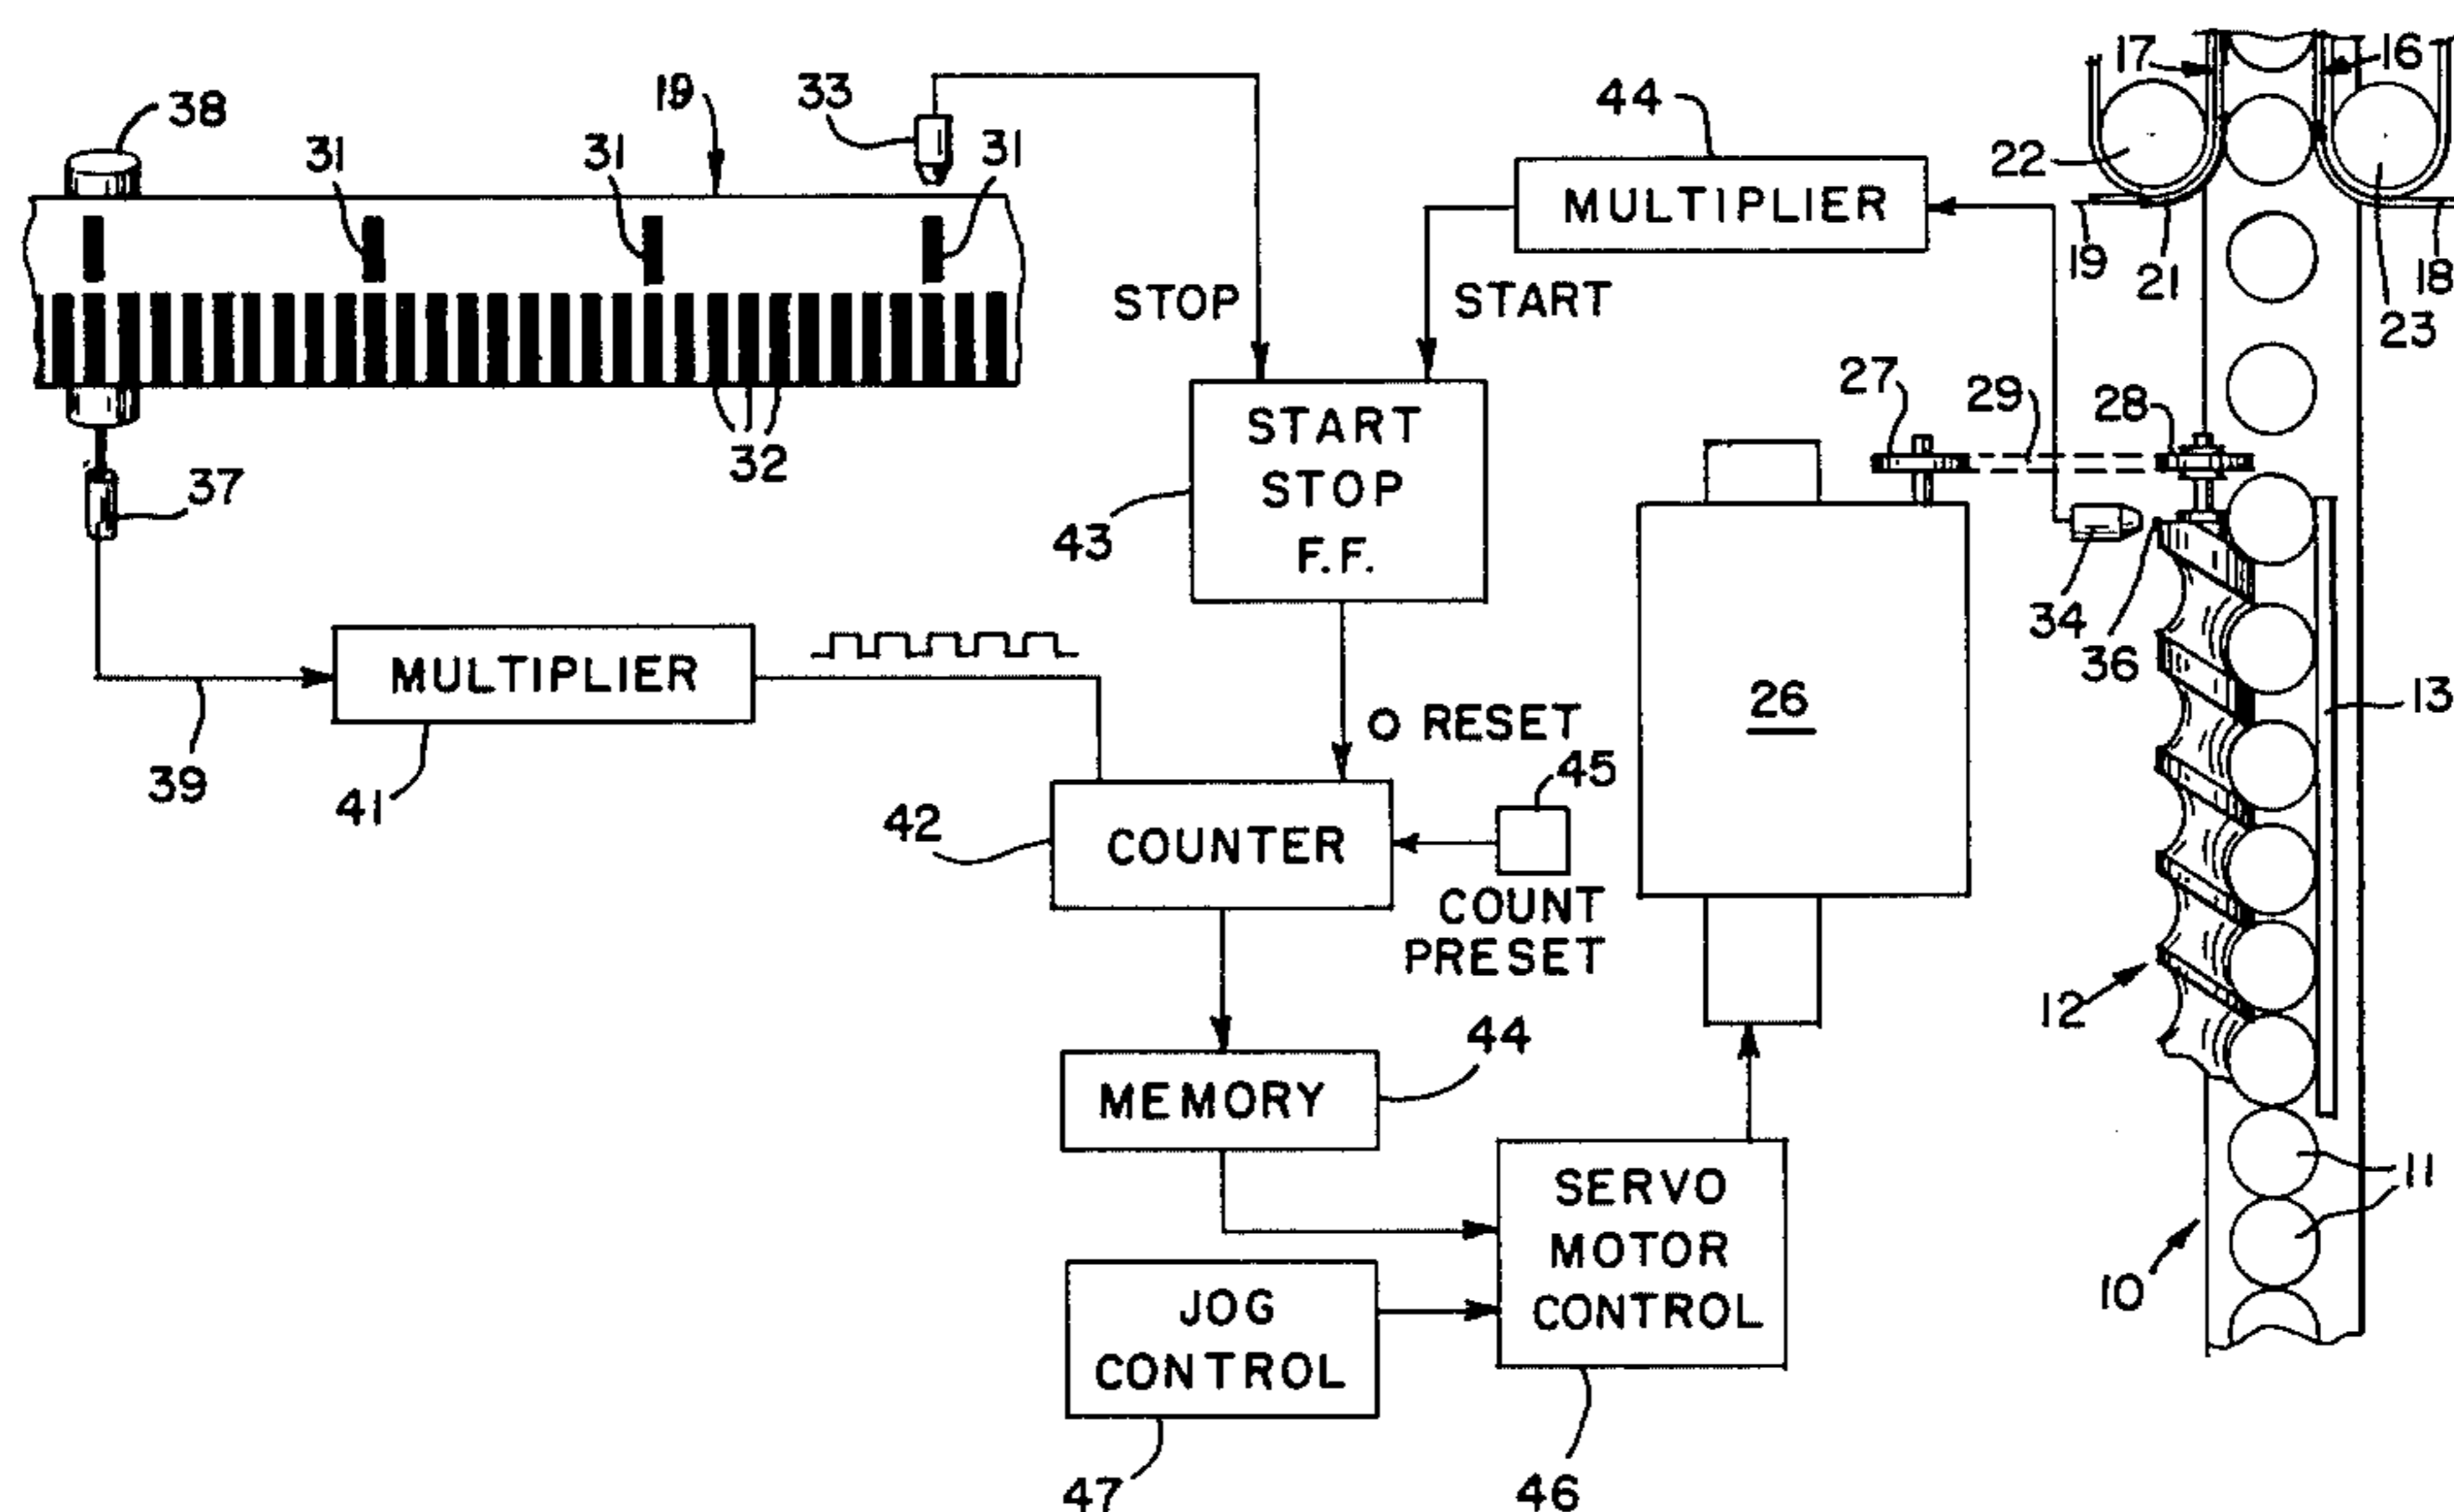 38
31
19
31
33
31
44
17
16
MULTIPLIER
22
19
21
18
23
STOP
START
32
37
START
STOP
F.F.
43
27
29
28
34
36
MULTIPLIER
39
41
RESET
26
13
42
COUNTER
45
COUNT
PRESET
12
MEMORY
44
11
SERVO
MOTOR
CONTROL
10
JOG
CONTROL
47
46